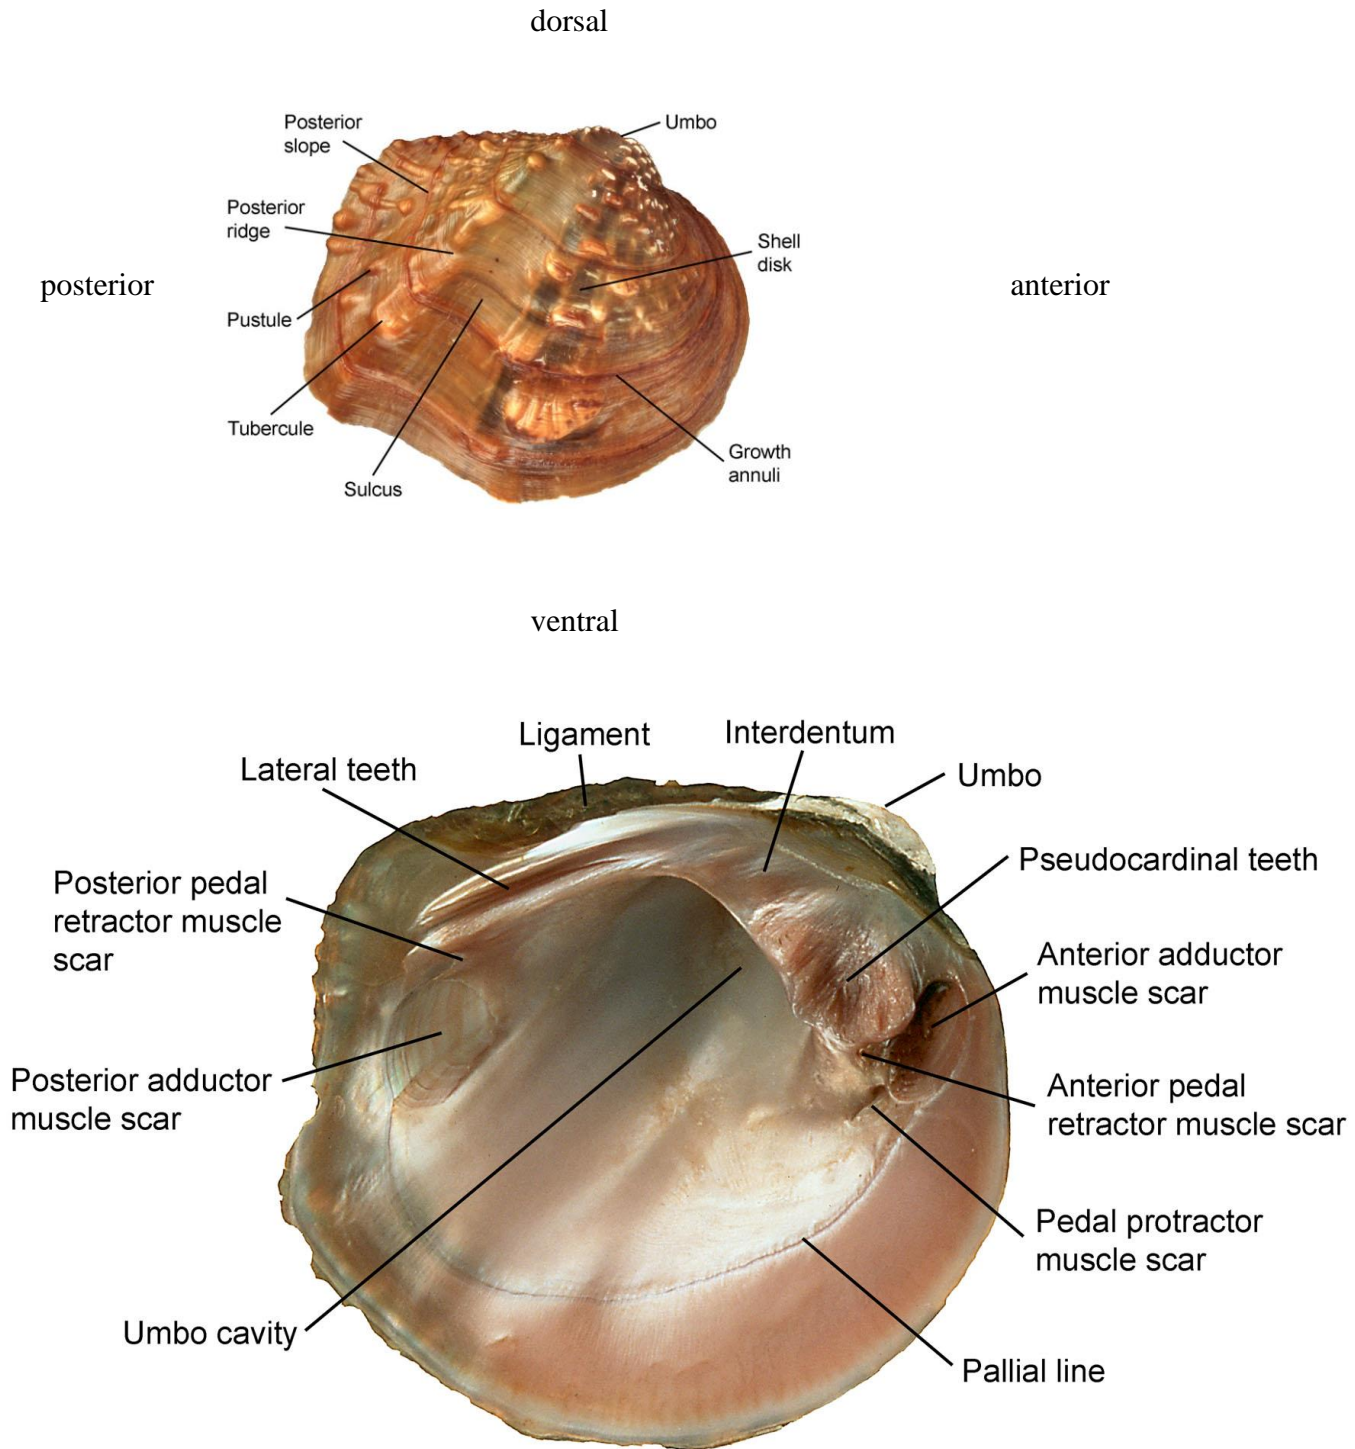 dorsal
Posterior
slope
Umbo
Posterior
ridge
Shell
disk
posterior
anterior
Pustule
Tubercule
Growth
annuli
Sulcus
ventral
Ligament
Interdentum
Lateral teeth
Umbo
Pseudocardinal teeth
Posterior pedal
retractor muscle
scar
Anterior adductor
muscle scar
Posterior adductor
muscle scar
Anterior pedal
retractor muscle scar
Pedal protractor
muscle scar
Umbo cavity
Pallial line